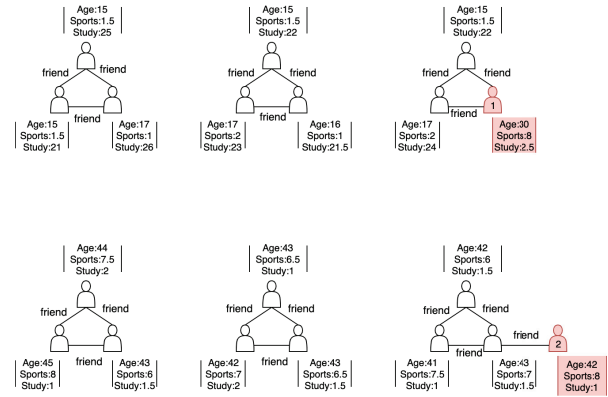 Age:15
Sports:1.5
Study:25
friend
friend
friend
Age:15
Sports:1.5
Study:21
Age:17
Sports:1
Study:26
Age:15
Sports:1.5
Study:22
friend
friend
friend
Age:17
Sports:2
Study:23
Age:16
Sports:1
Study:21.5
Age:15
Sports:1.5
Study:22
friend
friend
1
friend
Age:17
Sports:2
Study:24
Age:30
Sports:8
Study:2.5
Age:44
Sports:7.5
Study:2
friend
friend
friend
Age:45
Sports:8
Study:1
Age:43
Sports:6
Study:1.5
Age:43
Sports:6.5
Study:1
friend
friend
friend
Age:42
Sports:7
Study:2
Age:43
Sports:6.5
Study:1.5
Age:42
Sports:6
Study:1.5
friend
friend
friend
2
friend
Age:41
Sports:7.5
Study:1
Age:43
Sports:7
Study:1.5
Age:42
Sports:8
Study:1